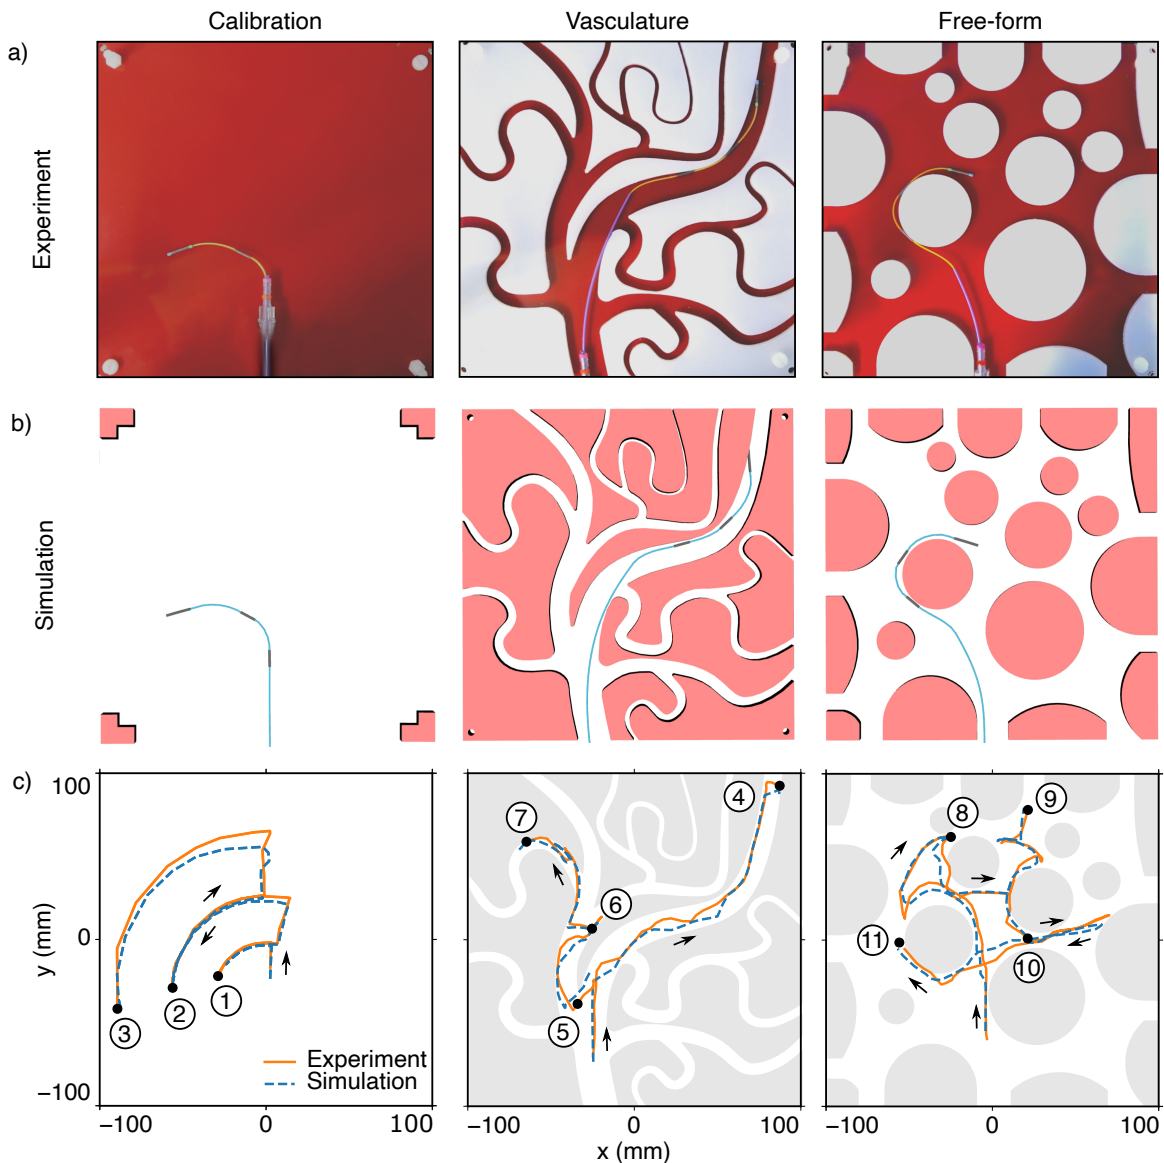 Calibration Vasculature Free-form
a)
Experiment
b)
Simulation
c)
100
0
−100
y (mm)
1
2
3
Experiment
Simulation
−100 0 100
4
5
6
7
−100 0 100
x (mm)
8
9
10
11
−100 0 100